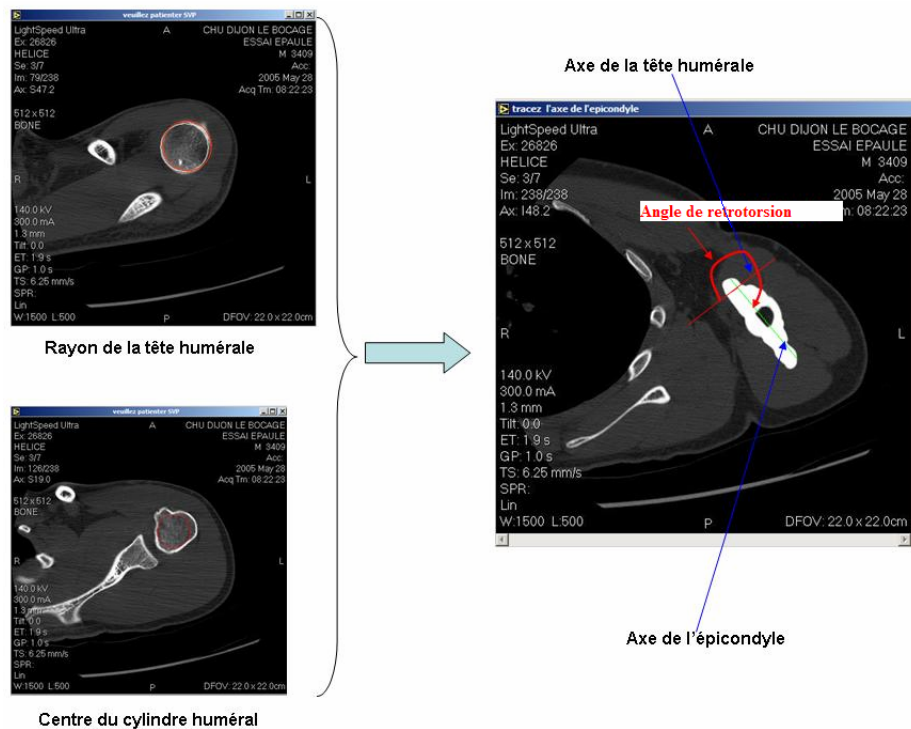 veuillez patienter SVP
LightSpeed Ultra A CHU DIJON LE BOCAGE
Ex: 26826 ESSAI EPAULE
HELICE M 3409
Se: 3/7 Acc:
Im: 79/238 2005 May 28
Ax: S47.2 Acq Tm: 08:22:23
512 x 512
BONE
R L
140.0 kV
300.0 mA
1.3 mm
Tilt: 0.0
ET: 1.9 s
GP: 1.0 s
TS: 6.25 mm/s
SPR:
Lin
W:1500 L:500 P DFOV: 22.0 x 22.0cm
Rayon de la tête humérale
veuillez patienter SVP
LightSpeed Ultra A CHU DIJON LE BOCAGE
Ex: 26826 ESSAI EPAULE
HELICE M 3409
Se: 3/7 Acc:
Im: 126/238 2005 May 28
Ax: S19.0 Acq Tm: 08:22:23
512 x 512
BONE
R L
140.0 kV
300.0 mA
1.3 mm
Tilt: 0.0
ET: 1.9 s
GP: 1.0 s
TS: 6.25 mm/s
SPR:
Lin
W:1500 L:500 P DFOV: 22.0 x 22.0cm
Centre du cylindre huméral
Axe de la tête humérale
tracez l'axe de l'epicondyle
LightSpeed Ultra A CHU DIJON LE BOCAGE
Ex: 26826 ESSAI EPAULE
HELICE M 3409
Se: 3/7 Acc:
Im: 238/238 2005 May 28
Ax: I48.2 m: 08:22:23
Angle de retrotorsion
512 x 512
BONE
R L
140.0 kV
300.0 mA
1.3 mm
Tilt: 0.0
ET: 1.9 s
GP: 1.0 s
TS: 6.25 mm/s
SPR:
Lin
W:1500 L:500 P DFOV: 22.0 x 22.0cm
Axe de l'épicondyle